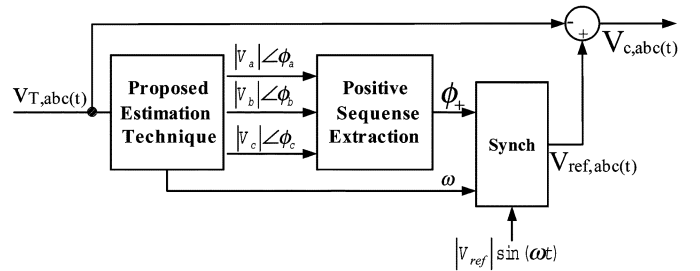 -
+
V_c,abc(t)
V_T,abc(t)
Proposed
Estimation
Technique
|V_a|∠ϕ_a
|V_b|∠ϕ_b
|V_c|∠ϕ_c
Positive
Sequense
Extraction
ϕ_+
ω
Synch
V_ref,abc(t)
|V_ref| sin (ωt)